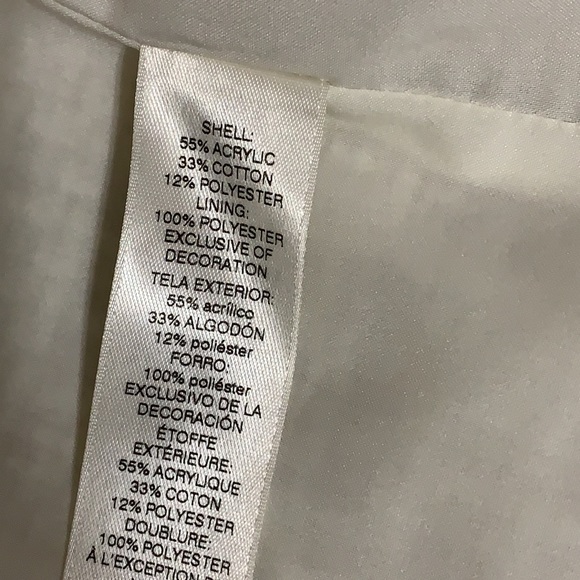 SHELL:
55% ACRYLIC
33% COTTON
12% POLYESTER
LINING:
100% POLYESTER
EXCLUSIVE OF
DECORATION
TELA EXTERIOR:
55% acrílico
33% ALGODÓN
12% poliéster
FORRO:
100% poliéster
EXCLUSIVO DE LA
DECORACIÓN
ÉTOFFE
EXTÉRIEURE:
55% ACRYLIQUE
33% COTON
12% POLYESTER
DOUBLURE:
100% POLYESTER
À L'EXCEPTION